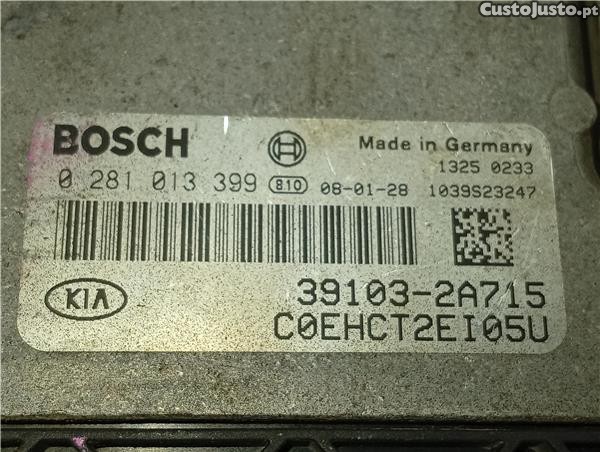 CustoJusto.pt
BOSCH
Made in Germany
1325 0233
0 281 013 399 810 08-01-28 1039S23247
KIA
39103-2A715
C0EHCT2EI05U